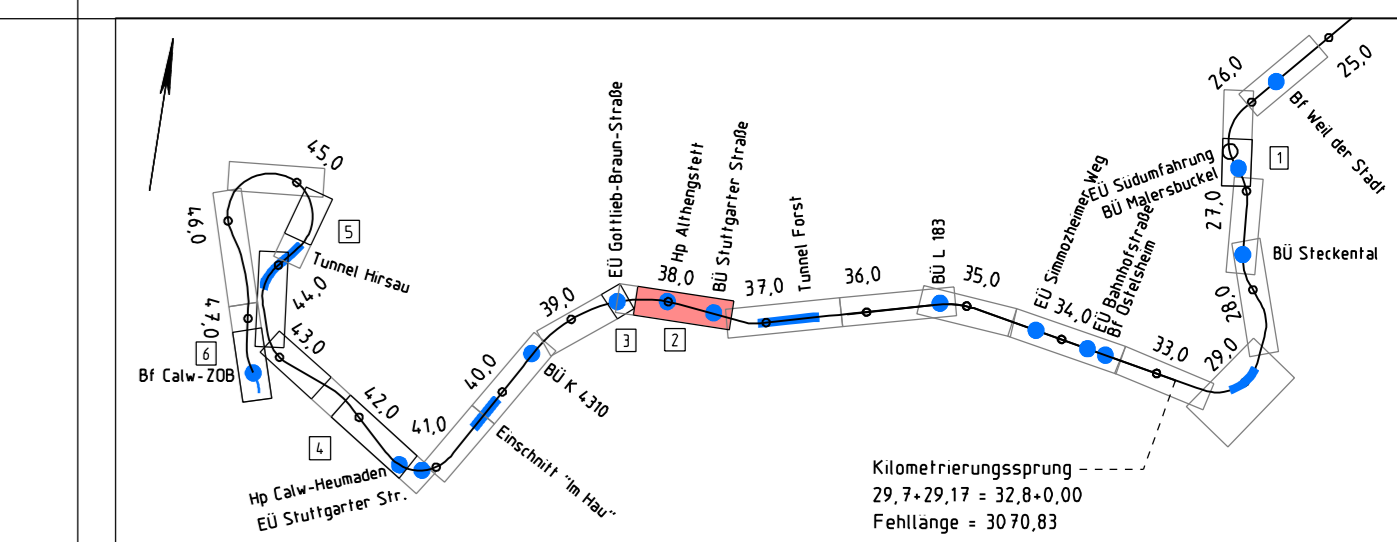 26,0
25,0
Bf Weil der Stadt
1
EÜ Südumfahrung
BÜ Malersbuckel
27,0
BÜ Steckental
28,0
29,0
45,0
46,0
5
Tunnel Hirsau
44,0
47,0
6
43,0
Bf Calw-ZOB
42,0
4
41,0
Hp Calw-Heumaden
EÜ Stuttgarter Str.
40,0
Einschnitt "Im Hau"
BÜ K 4310
39,0
EÜ Gottlieb-Braun-Straße
3
38,0
2
Hp Althengstett
BÜ Stuttgarter Straße
37,0
Tunnel Forst
36,0
BÜ L 183
35,0
EÜ Simmozheimer Weg
34,0
EÜ Bahnhofstraße
Bf Ostelsheim
33,0
Kilometrierungssprung
29,7+29,17 = 32,8+0,00
Fehllänge = 3070,83